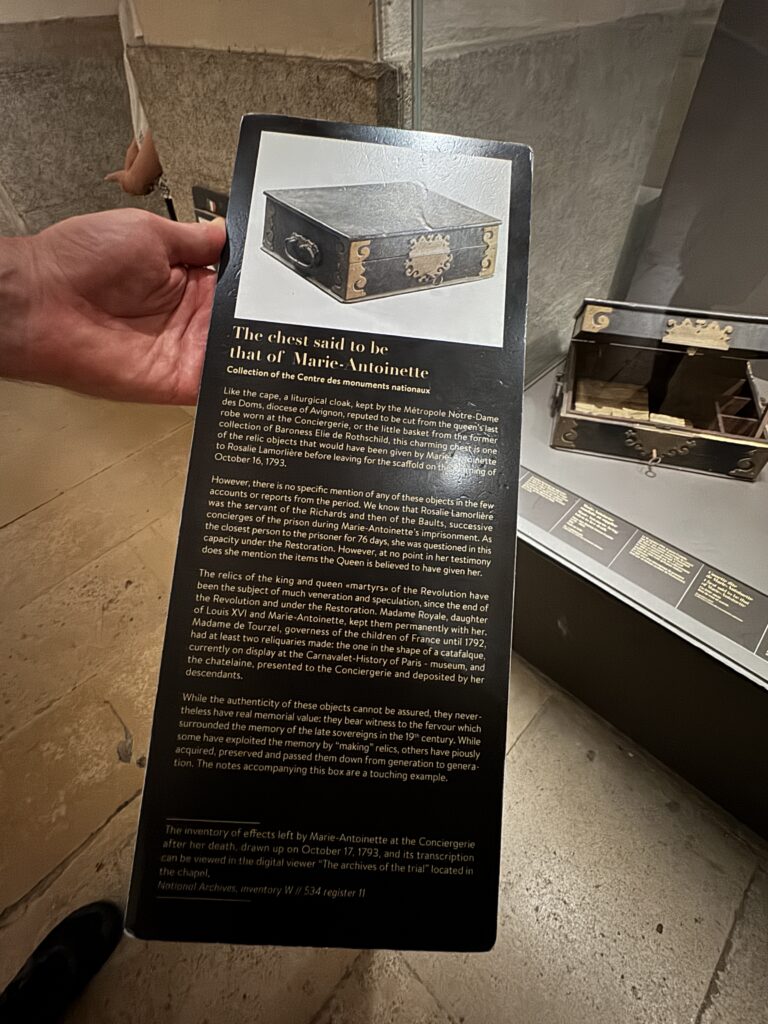 The chest said to be
that of Marie-Antoinette
Collection of the Centre des monuments nationaux
Like the cape, a liturgical cloak, kept by the Métropole Notre-Dame
des Doms, diocese of Avignon, reputed to be cut from the queen's last
robe worn at the Conciergerie, or the little basket from the former
collection of Baroness Elie de Rothschild, this charming chest is one
of the relic objects that would have been given by Marie-Antoinette
to Rosalie Lamorlière before leaving for the scaffold on the morning of
October 16, 1793.
However, there is no specific mention of any of these objects in the few
accounts or reports from the period. We know that Rosalie Lamorlière
was the servant of the Richards and then of the Baults, successive
concierges of the prison during Marie-Antoinette's imprisonment. As
the closest person to the prisoner for 76 days, she was questioned in this
capacity under the Restoration. However, at no point in her testimony
does she mention the items the Queen is believed to have given her.
The relics of the king and queen «martyrs» of the Revolution have
been the subject of much veneration and speculation, since the end of
the Revolution and under the Restoration. Madame Royale, daughter
of Louis XVI and Marie-Antoinette, kept them permanently with her.
Madame de Tourzel, governess of the children of France until 1792,
had at least two reliquaries made: the one in the shape of a catafalque,
currently on display at the Carnavalet-History of Paris - museum, and
the chatelaine, presented to the Conciergerie and deposited by her
descendants.
While the authenticity of these objects cannot be assured, they never-
theless have real memorial value: they bear witness to the fervour which
surrounded the memory of the late sovereigns in the 19th century. While
some have exploited the memory by "making" relics, others have piously
acquired, preserved and passed them down from generation to genera-
tion. The notes accompanying this box are a touching example.
The inventory of effects left by Marie-Antoinette at the Conciergerie
after her death, drawn up on October 17, 1793, and its transcription
can be viewed in the digital viewer "The archives of the trial" located in
the chapel.
National Archives, inventory W // 534 register 11